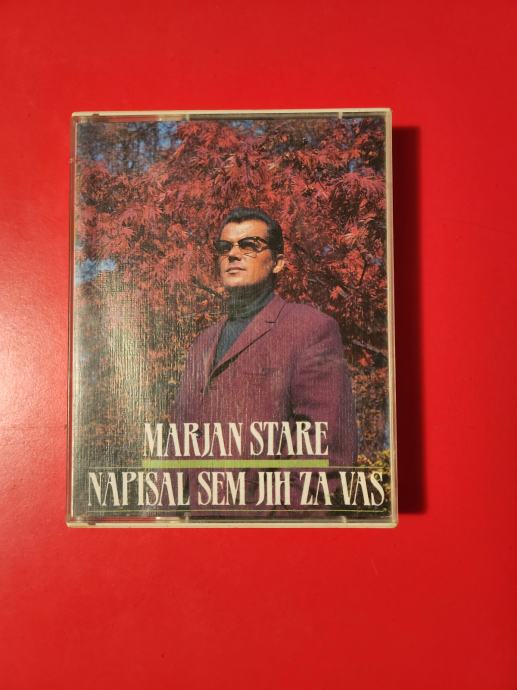 MARJAN STARE
NAPISAL SEM JIH ZA VAS